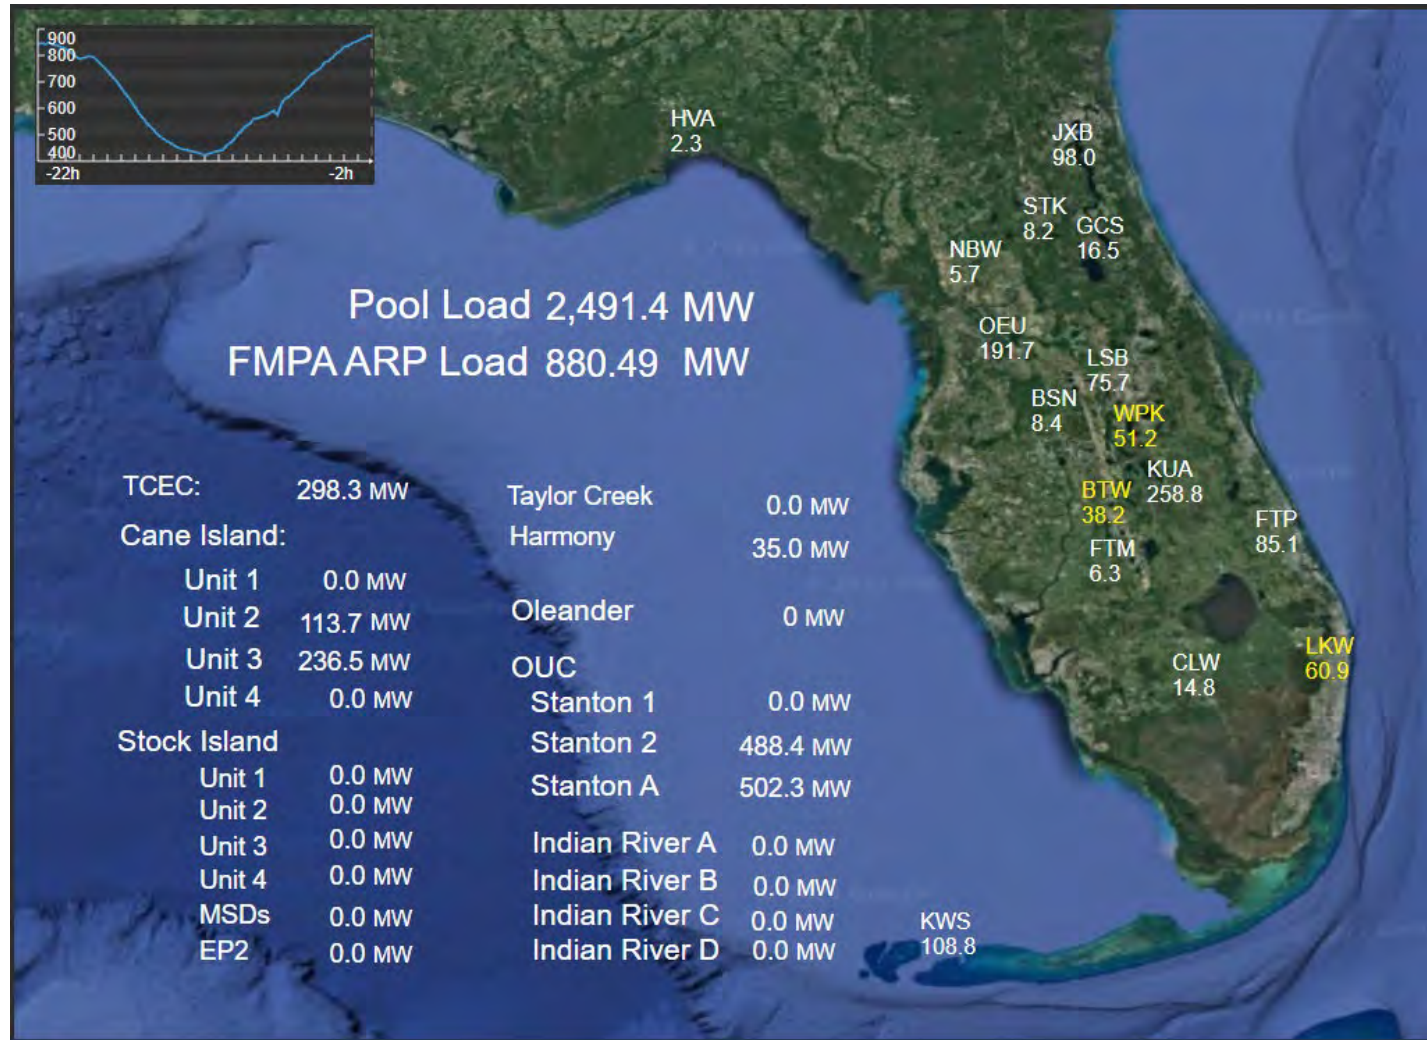 900
800
700
600
500
400
-22h -2h
HVA
2.3
JXB
98.0
STK
8.2
GCS
16.5
NBW
5.7
Pool Load 2,491.4 MW
FMPA ARP Load 880.49 MW
OEU
191.7
LSB
75.7
BSN
8.4
WPK
51.2
KUA
258.8
BTW
38.2
FTP
85.1
FTM
6.3
LKW
60.9
CLW
14.8
KWS
108.8
TCEC: 298.3 MW
Cane Island:
Unit 1 0.0 MW
Unit 2 113.7 MW
Unit 3 236.5 MW
Unit 4 0.0 MW
Stock Island
Unit 1 0.0 MW
Unit 2 0.0 MW
Unit 3 0.0 MW
Unit 4 0.0 MW
MSDs 0.0 MW
EP2 0.0 MW
Taylor Creek 0.0 MW
Harmony 35.0 MW
Oleander 0 MW
OUC
Stanton 1 0.0 MW
Stanton 2 488.4 MW
Stanton A 502.3 MW
Indian River A 0.0 MW
Indian River B 0.0 MW
Indian River C 0.0 MW
Indian River D 0.0 MW